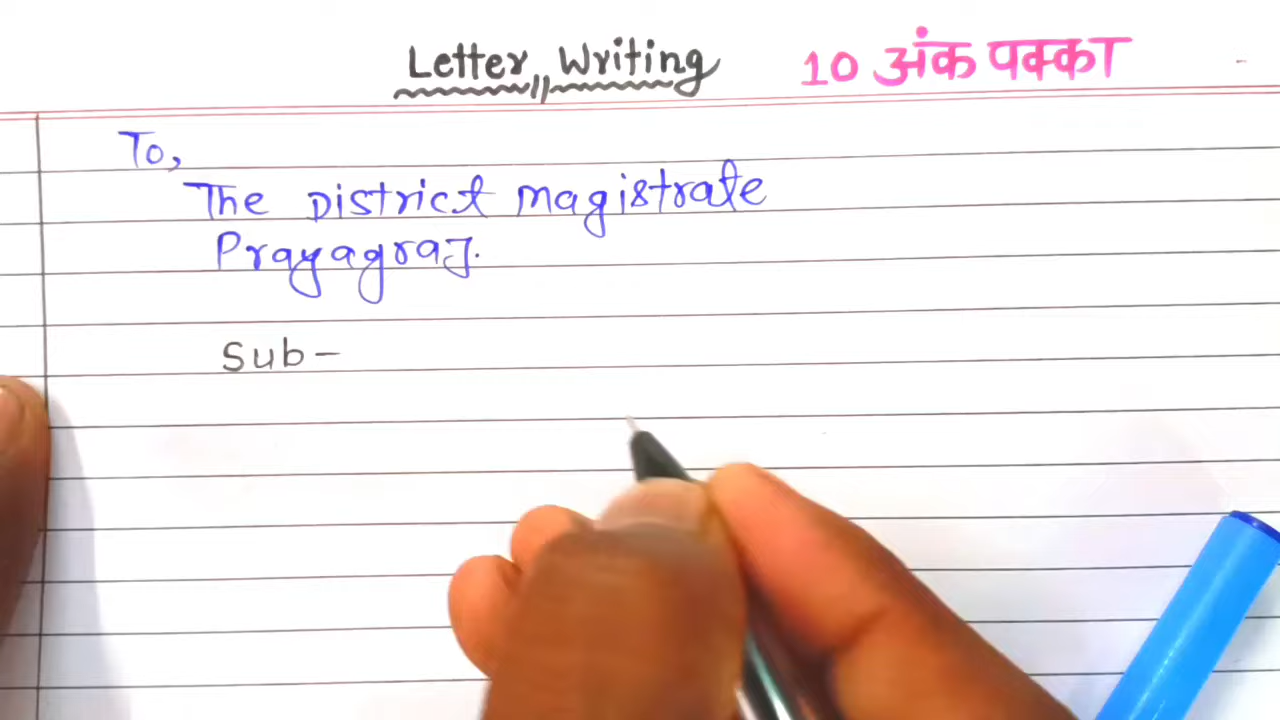 Letter Writing 10 अंक पक्का
To,
The District magistrate
Prayagraj.
Sub-